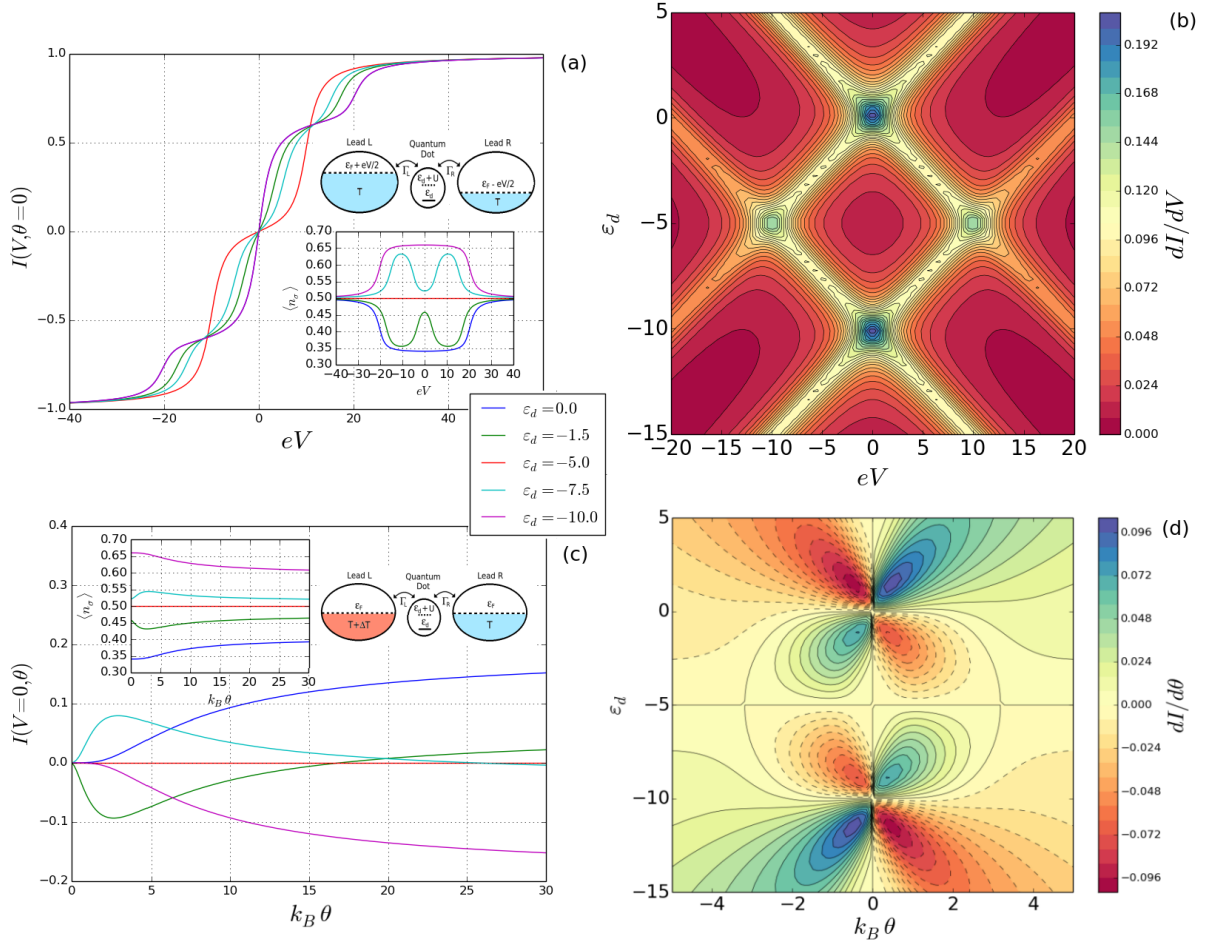 (a)
I(V,θ=0)
1.0
0.5
0.0
−0.5
−1.0
−40 −20 0 20 40
eV
Lead L Quantum Dot Lead R
ε_F+eV/2 Γ_L ε_d+U Γ_R ε_F-eV/2
T ε_d T
⟨n_σ⟩
0.70
0.65
0.60
0.55
0.50
0.45
0.40
0.35
0.30
−40 −30 −20 −10 0 10 20 30 40
eV
ε_d=0.0
ε_d=−1.5
ε_d=−5.0
ε_d=−7.5
ε_d=−10.0
(b)
ε_d
5
0
−5
−10
−15
−20 −15 −10 −5 0 5 10 15 20
eV
0.192
0.168
0.144
0.120
0.096
0.072
0.048
0.024
0.000
dI/dV
(c)
I(V=0,θ)
0.4
0.3
0.2
0.1
0.0
−0.1
−0.2
0 5 10 15 20 25 30
k_B θ
⟨n_σ⟩
0.70
0.65
0.60
0.55
0.50
0.45
0.40
0.35
0.30
0 5 10 15 20 25 30
k_B θ
Lead L Quantum Dot Lead R
ε_F Γ_L ε_d+U Γ_R ε_F
T+ΔT ε_d T
(d)
ε_d
5
0
−5
−10
−15
−4 −2 0 2 4
k_B θ
0.096
0.072
0.048
0.024
0.000
−0.024
−0.048
−0.072
−0.096
dI/dθ